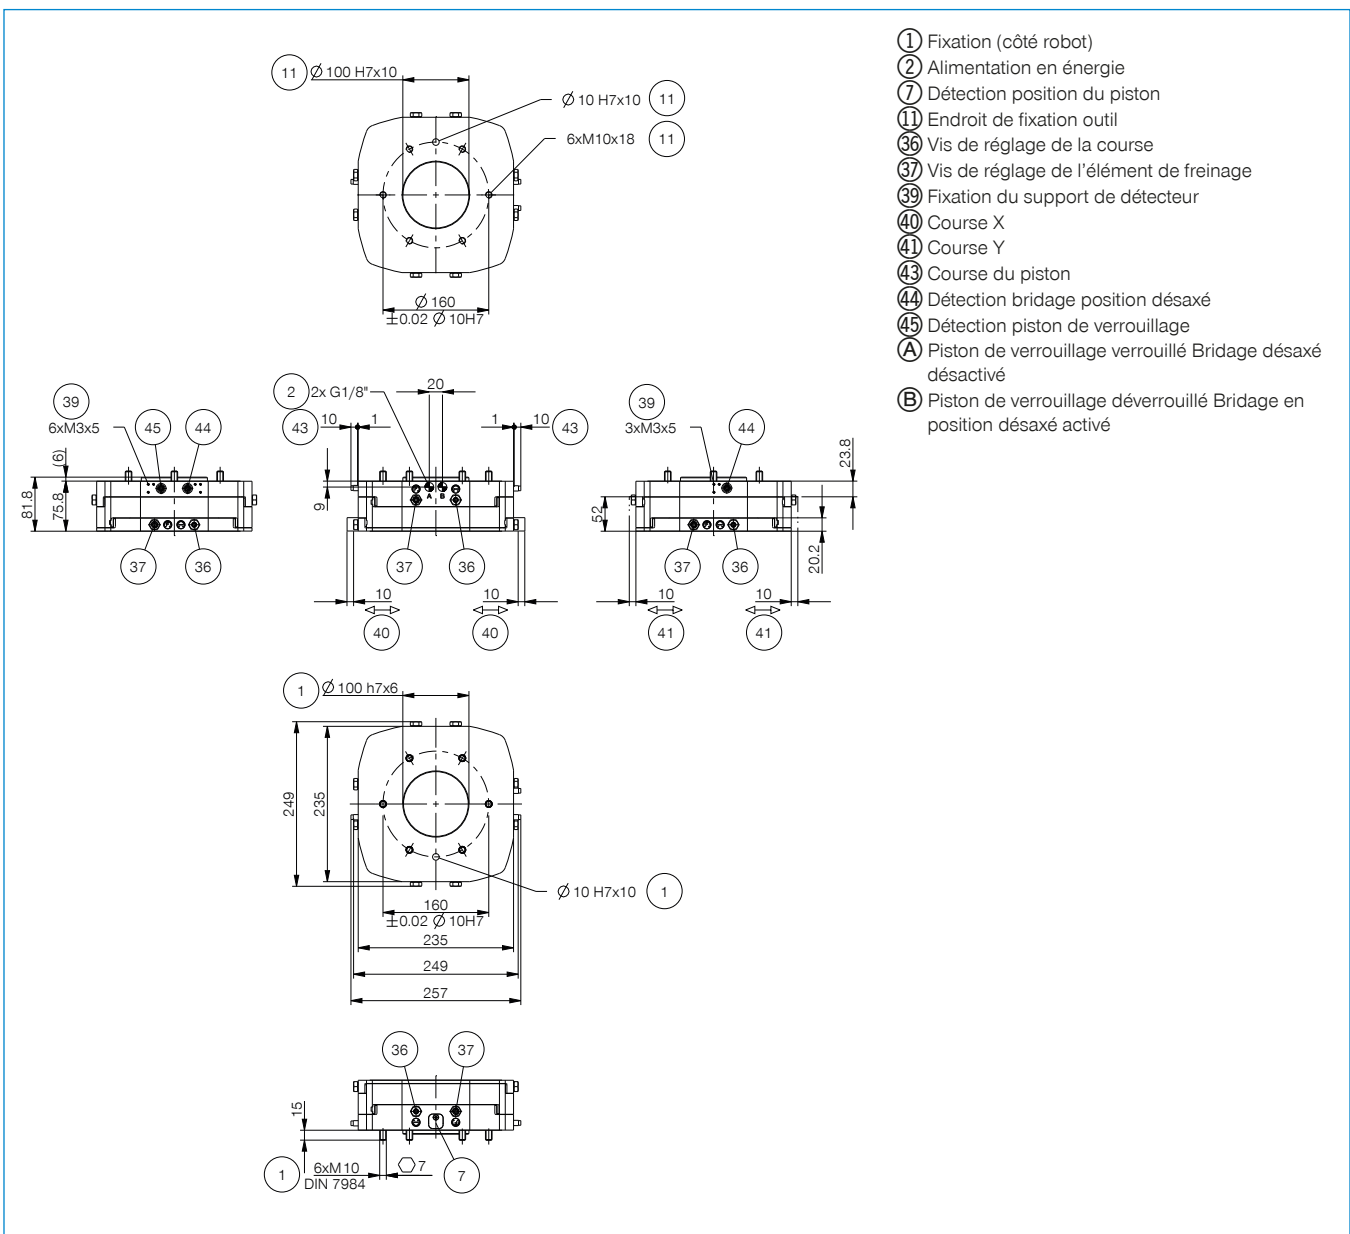 11 Ø 100 H7x10
Ø 10 H7x10 11
6xM10x18 11
Ø 160
±0.02 Ø 10H7
1 Fixation (côté robot)
2 Alimentation en énergie
7 Détection position du piston
11 Endroit de fixation outil
36 Vis de réglage de la course
37 Vis de réglage de l'élément de freinage
39 Fixation du support de détecteur
40 Course X
41 Course Y
43 Course du piston
44 Détection bridage position désaxé
45 Détection piston de verrouillage
A Piston de verrouillage verrouillé Bridage désaxé
désactivé
B Piston de verrouillage déverrouillé Bridage en
position désaxé activé
39
6xM3x5
45
44
(6)
81.8
75.8
37
36
2 2x G1/8"
20
43
10
1
1
10
43
9
A B
37
36
10
10
40
40
39
3xM3x5
44
23.8
52
20.2
37
36
10
10
41
41
1 Ø 100 h7x6
249
235
Ø 10 H7x10 1
160
±0.02 Ø 10H7
235
249
257
36
37
15
1
6xM10
DIN 7984
7
7